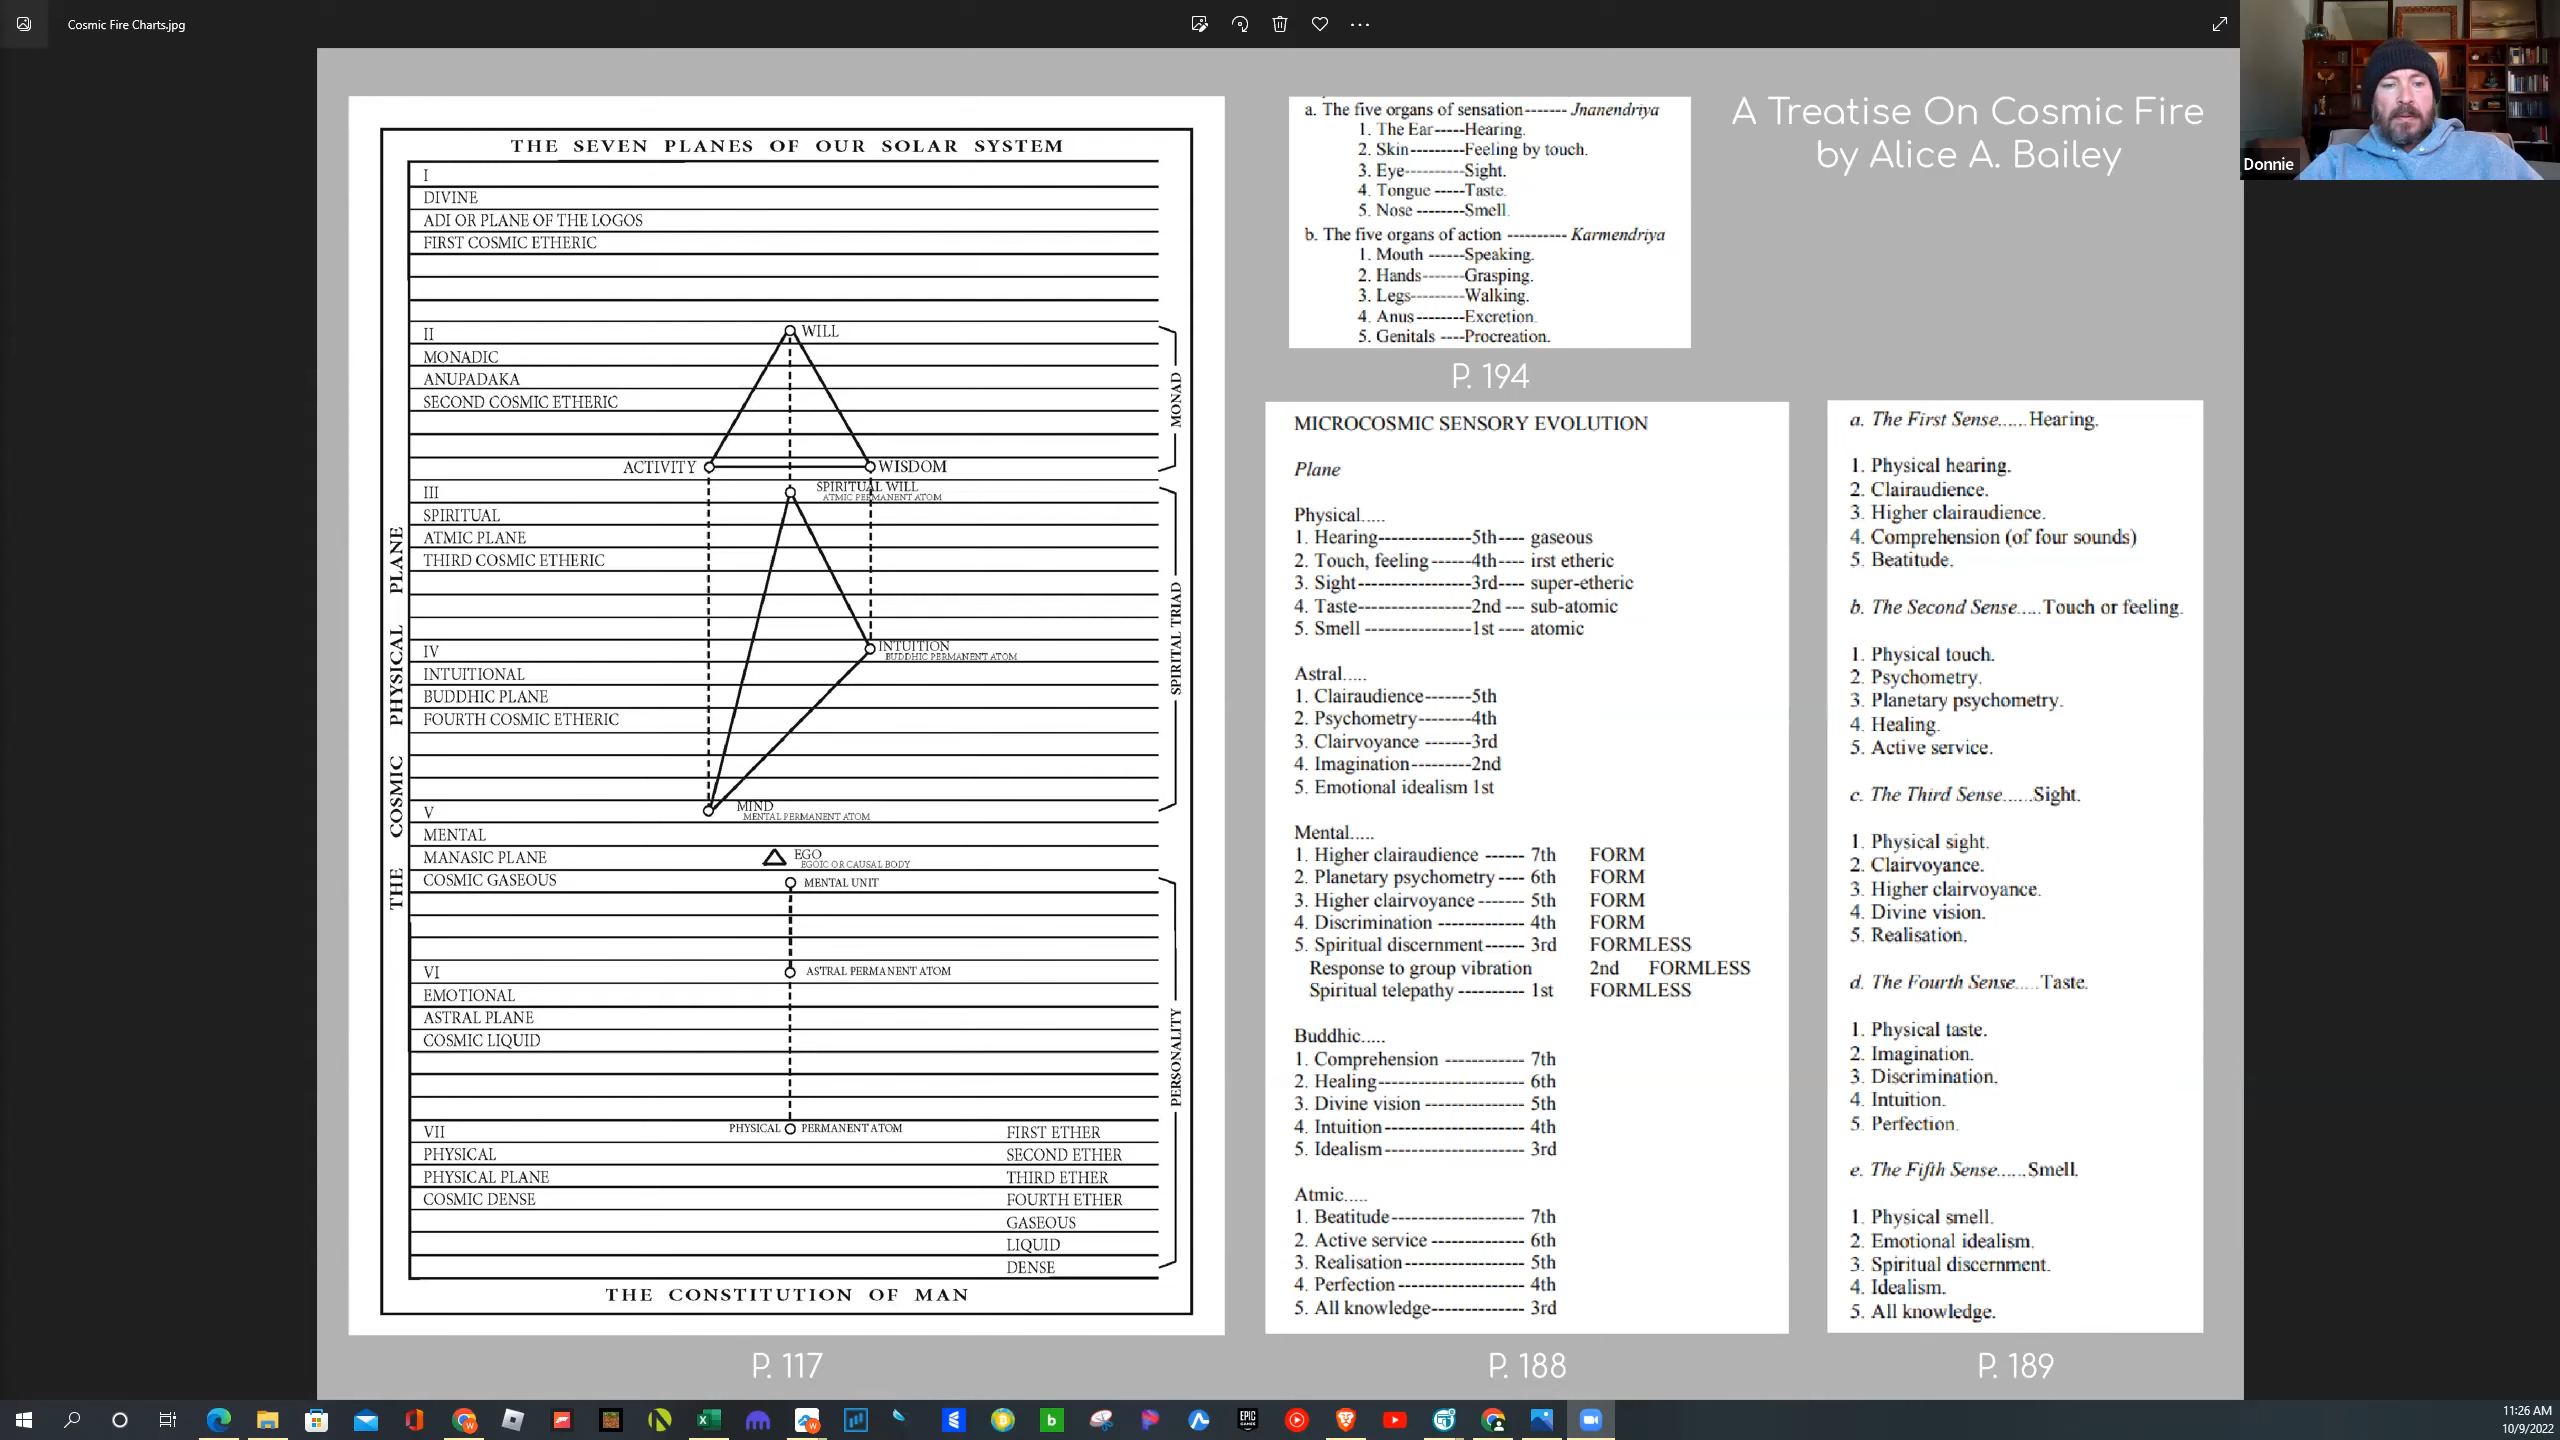 Cosmic Fire Charts.jpg
THE SEVEN PLANES OF OUR SOLAR SYSTEM
I
DIVINE
ADI OR PLANE OF THE LOGOS
FIRST COSMIC ETHERIC
II
WILL
MONADIC
ANUPADAKA
SECOND COSMIC ETHERIC
MONAD
ACTIVITY
WISDOM
III
SPIRITUAL WILL
ATMIC PERMANENT ATOM
SPIRITUAL
ATMIC PLANE
THIRD COSMIC ETHERIC
IV
INTUITION
BUDDHIC PERMANENT ATOM
INTUITIONAL
BUDDHIC PLANE
FOURTH COSMIC ETHERIC
SPIRITAL TRIAD
THE COSMIC PHYSICAL PLANE
V
MIND
MENTAL PERMANENT ATOM
MENTAL
MANASIC PLANE
EGO
EGOIC OR CAUSAL BODY
COSMIC GASEOUS
MENTAL UNIT
VI
ASTRAL PERMANENT ATOM
EMOTIONAL
ASTRAL PLANE
COSMIC LIQUID
PERSONALITY
VII
PHYSICAL PERMANENT ATOM
FIRST ETHER
PHYSICAL
SECOND ETHER
PHYSICAL PLANE
THIRD ETHER
COSMIC DENSE
FOURTH ETHER
GASEOUS
LIQUID
DENSE
THE CONSTITUTION OF MAN
P. 117
a. The five organs of sensation------- Jnanendriya
1. The Ear-----Hearing.
2. Skin---------Feeling by touch.
3. Eye----------Sight.
4. Tongue -----Taste.
5. Nose --------Smell.
b. The five organs of action ---------- Karmendriya
1. Mouth ------Speaking.
2. Hands-------Grasping.
3. Legs---------Walking.
4. Anus--------Excretion.
5. Genitals ----Procreation.
P. 194
A Treatise On Cosmic Fire
by Alice A. Bailey
Donnie
MICROCOSMIC SENSORY EVOLUTION
Plane
Physical.....
1. Hearing--------------5th---- gaseous
2. Touch, feeling------4th---- irst etheric
3. Sight-----------------3rd---- super-etheric
4. Taste-----------------2nd --- sub-atomic
5. Smell ----------------1st ---- atomic
Astral.....
1. Clairaudience-------5th
2. Psychometry--------4th
3. Clairvoyance -------3rd
4. Imagination---------2nd
5. Emotional idealism 1st
Mental.....
1. Higher clairaudience ------ 7th FORM
2. Planetary psychometry ---- 6th FORM
3. Higher clairvoyance ------- 5th FORM
4. Discrimination ------------- 4th FORM
5. Spiritual discernment------ 3rd FORMLESS
Response to group vibration 2nd FORMLESS
Spiritual telepathy ---------- 1st FORMLESS
Buddhic.....
1. Comprehension ------------ 7th
2. Healing---------------------- 6th
3. Divine vision --------------- 5th
4. Intuition--------------------- 4th
5. Idealism--------------------- 3rd
Atmic.....
1. Beatitude-------------------- 7th
2. Active service -------------- 6th
3. Realisation------------------ 5th
4. Perfection------------------- 4th
5. All knowledge-------------- 3rd
P. 188
a. The First Sense......Hearing.
1. Physical hearing.
2. Clairaudience.
3. Higher clairaudience.
4. Comprehension (of four sounds)
5. Beatitude.
b. The Second Sense.....Touch or feeling.
1. Physical touch.
2. Psychometry.
3. Planetary psychometry.
4. Healing.
5. Active service.
c. The Third Sense......Sight.
1. Physical sight.
2. Clairvoyance.
3. Higher clairvoyance.
4. Divine vision.
5. Realisation.
d. The Fourth Sense.....Taste.
1. Physical taste.
2. Imagination.
3. Discrimination.
4. Intuition.
5. Perfection.
e. The Fifth Sense......Smell.
1. Physical smell.
2. Emotional idealism.
3. Spiritual discernment.
4. Idealism.
5. All knowledge.
P. 189
EPIC
GAMES
11:26 AM
10/9/2022